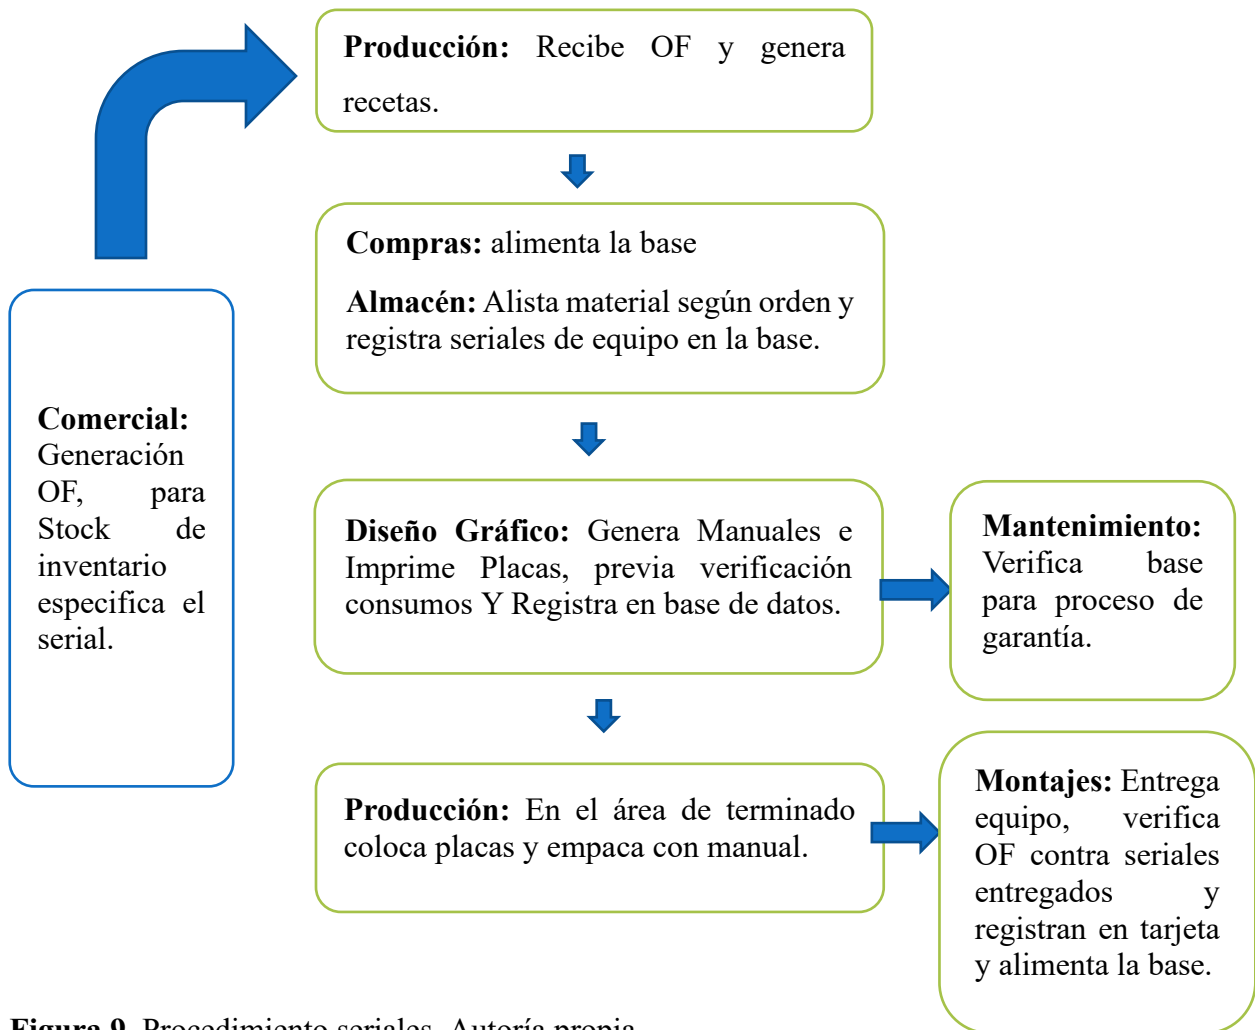 Producción: Recibe OF y genera
recetas.
Compras: alimenta la base
Almacén: Alista material según orden y
registra seriales de equipo en la base.
Comercial:
Generación
OF, para
Stock de
inventario
especifica el
serial.
Diseño Gráfico: Genera Manuales e
Imprime Placas, previa verificación
consumos Y Registra en base de datos.
Mantenimiento:
Verifica base
para proceso de
garantía.
Producción: En el área de terminado
coloca placas y empaca con manual.
Montajes: Entrega
equipo, verifica
OF contra seriales
entregados y
registran en tarjeta
y alimenta la base.
Figura 9. Procedimiento seriales. Autoría propia